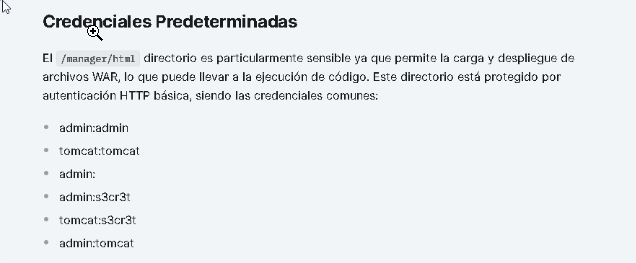 Credenciales Predeterminadas
El /manager/html directorio es particularmente sensible ya que permite la carga y despliegue de
archivos WAR, lo que puede llevar a la ejecución de código. Este directorio está protegido por
autenticación HTTP básica, siendo las credenciales comunes:
admin:admin
tomcat:tomcat
admin:
admin:s3cr3t
tomcat:s3cr3t
admin:tomcat